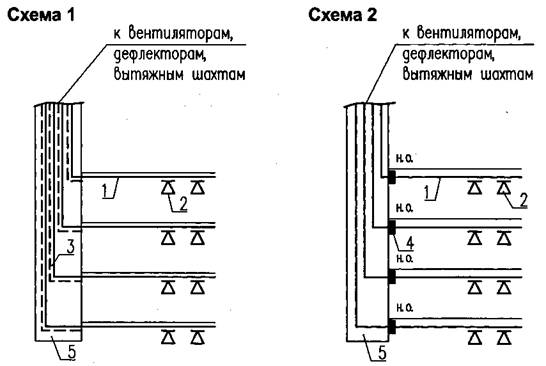 Схема 1
к вентиляторам,
дефлекторам,
вытяжным шахтам
1
2
3
5
Схема 2
к вентиляторам,
дефлекторам,
вытяжным шахтам
н.о.
1
2
н.о.
4
н.о.
н.о.
5